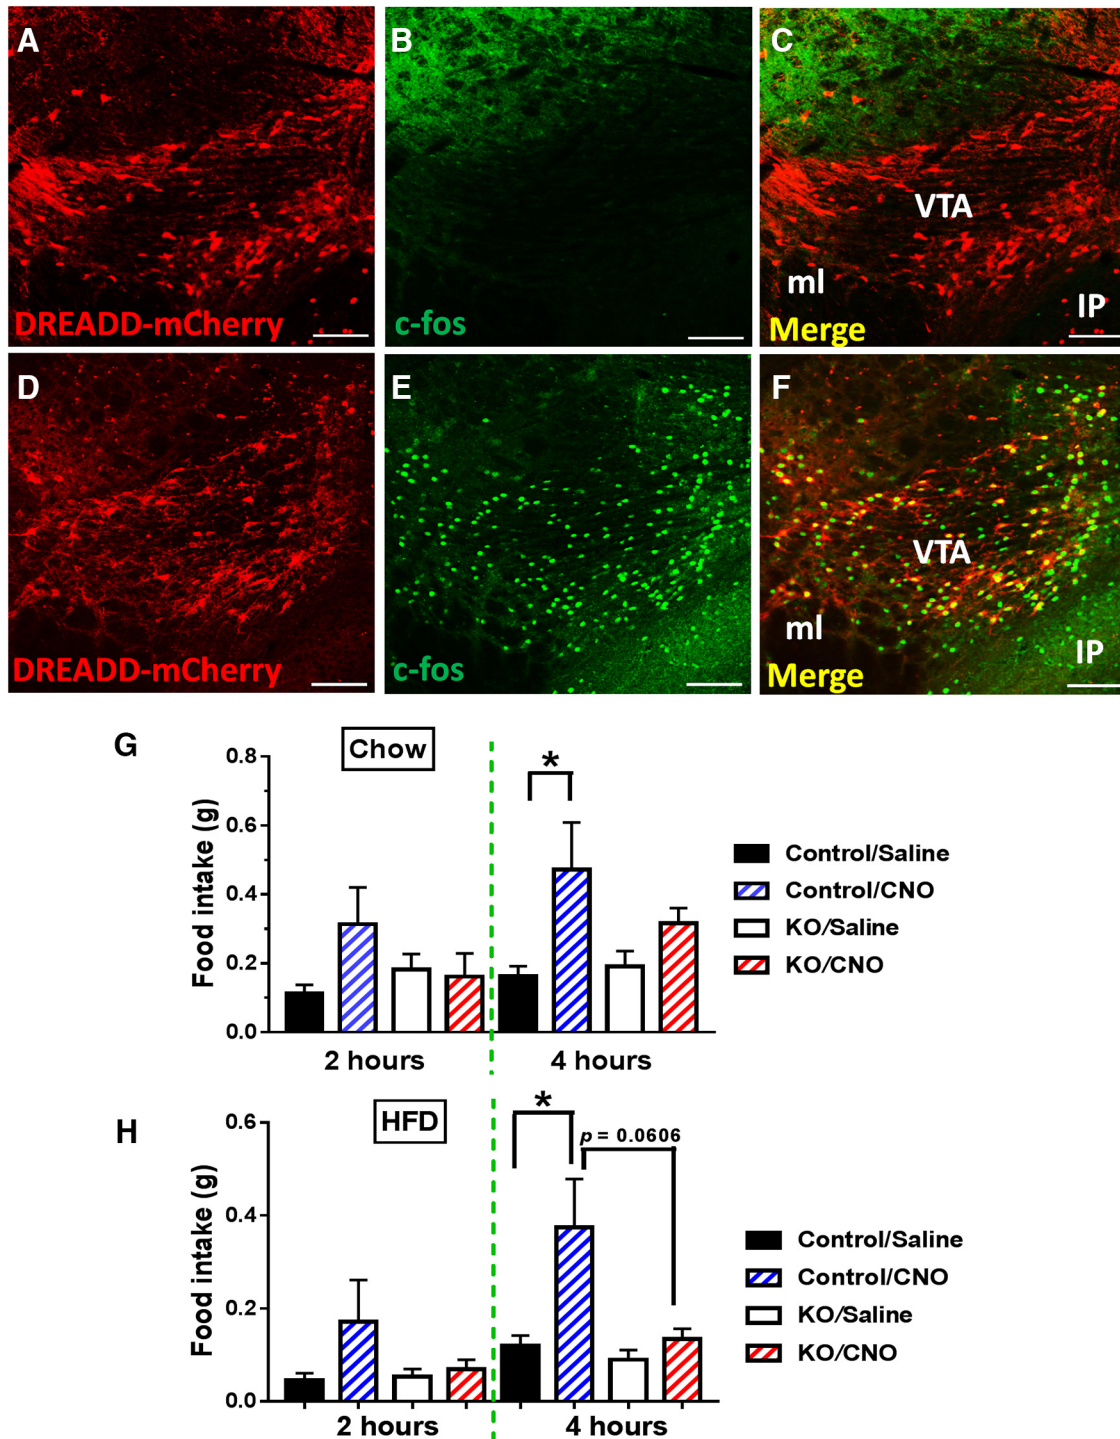 A
DREADD-mCherry
B
c-fos
C
VTA
ml
IP
Merge
D
DREADD-mCherry
E
c-fos
F
VTA
ml
IP
Merge
G
Chow
*
Food intake (g)
0.8
0.6
0.4
0.2
0.0
2 hours
4 hours
Control/Saline
Control/CNO
KO/Saline
KO/CNO
H
HFD
*
p = 0.0606
Food intake (g)
0.6
0.4
0.2
0.0
2 hours
4 hours
Control/Saline
Control/CNO
KO/Saline
KO/CNO